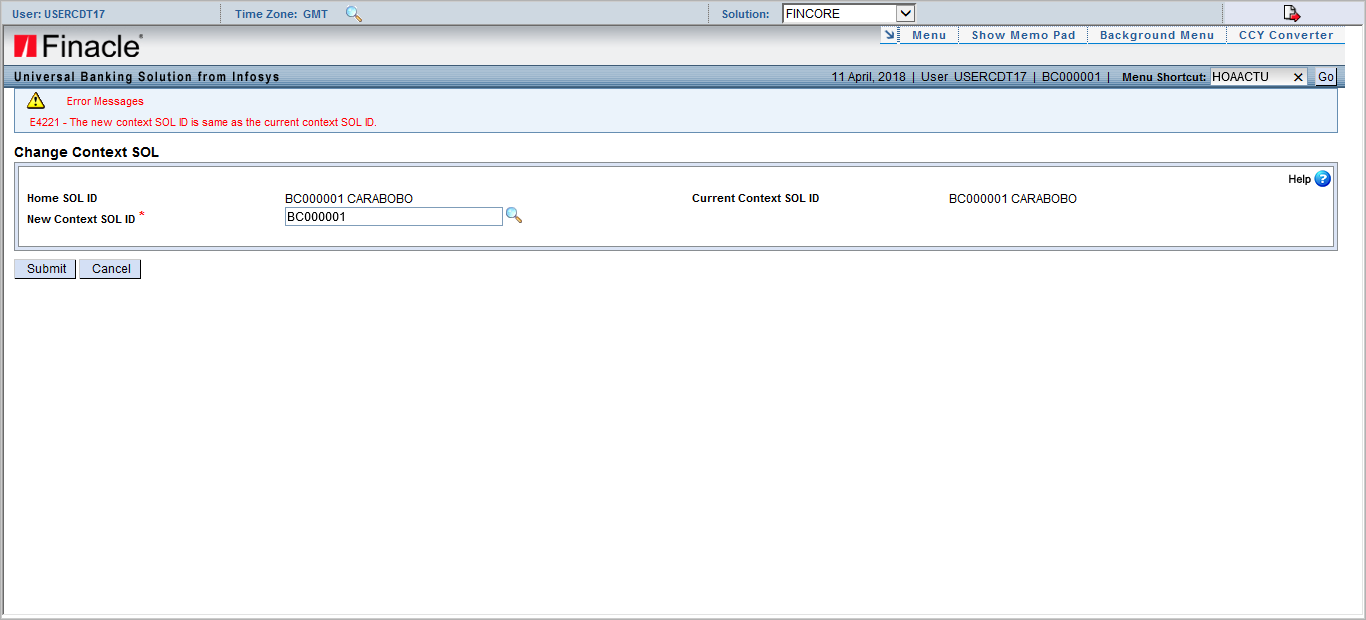 User: USERCDT17 Time Zone: GMT Solution: FINCORE
Finacle
Menu Show Memo Pad Background Menu CCY Converter
Universal Banking Solution from Infosys 11 April, 2018 | User USERCDT17 | BC000001 | Menu Shortcut: HOAACTU Go
Error Messages
E4221 - The new context SOL ID is same as the current context SOL ID.
Change Context SOL
Help
Home SOL ID BC000001 CARABOBO Current Context SOL ID BC000001 CARABOBO
New Context SOL ID * BC000001
Submit Cancel